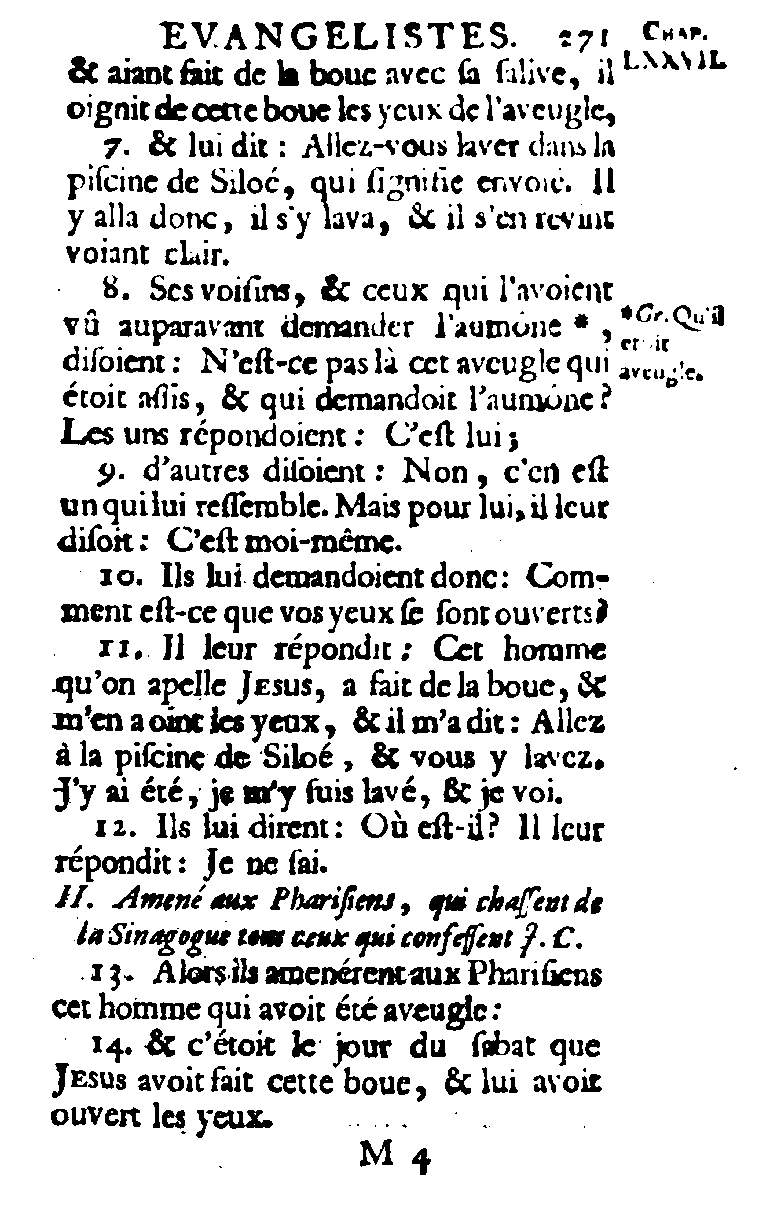 EVANGELISTES. 271 CHAP. LXXVII.
& aiant fait de la boue avec ſa ſalive, il
oignit de cette boue les yeux de l'aveugle,
7. & lui dit : Allez-vous laver dans la
piſcine de Siloé, qui ſignifie envoié. Il
y alla donc, il s'y lava, & il s'en revint
voiant clair.
8. Ses voiſins, & ceux qui l'avoient
vû auparavant demander l'aumône *,
diſoient : N'eſt-ce pas là cet aveugle qui
étoit aſſis, & qui demandoit l'aumône?
Les uns répondoient : C'eſt lui;
*Gr. Qu'il
etoit
aveugle.
9. d'autres diſoient : Non, c'en eſt
un qui lui reſſemble. Mais pour lui, il leur
diſoit : C'eſt moi-même.
10. Ils lui demandoient donc : Com-
ment eſt-ce que vos yeux ſe ſont ouverts?
11. Il leur répondit : Cet homme
qu'on apelle JESUS, a fait de la boue, &
m'en a oint les yeux, & il m'a dit : Allez
à la piſcine de Siloé, & vous y lavez.
J'y ai été, je m'y ſuis lavé, & je voi.
12. Ils lui dirent : Où eſt-il? Il leur
répondit : Je ne ſai.
II. Amené aux Phariſiens, qui chaſſent de
la Sinagogue tous ceux qui confeſſent J. C.
13. Alors ils amenérent aux Phariſiens
cet homme qui avoit été aveugle :
14. & c'étoit le jour du ſabat que
JESUS avoit fait cette boue, & lui avoit
ouvert les yeux.
M 4